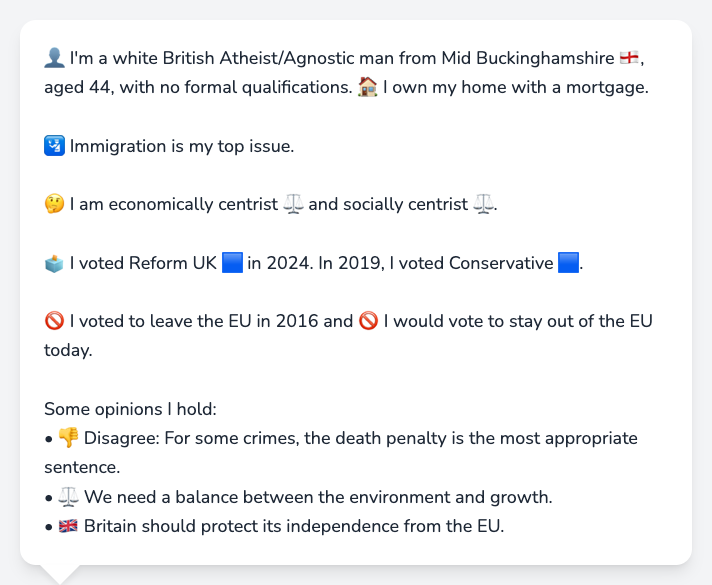 👤 I'm a white British Atheist/Agnostic man from Mid Buckinghamshire 🏴󠁧󠁢󠁥󠁮󠁧󠁿,
aged 44, with no formal qualifications. 🏠 I own my home with a mortgage.
🛂 Immigration is my top issue.
🤔 I am economically centrist ⚖️ and socially centrist ⚖️.
🗳️ I voted Reform UK 🟦 in 2024. In 2019, I voted Conservative 🟦.
🚫 I voted to leave the EU in 2016 and 🚫 I would vote to stay out of the EU
today.
Some opinions I hold:
• 👎 Disagree: For some crimes, the death penalty is the most appropriate
sentence.
• ⚖️ We need a balance between the environment and growth.
• 🇬🇧 Britain should protect its independence from the EU.